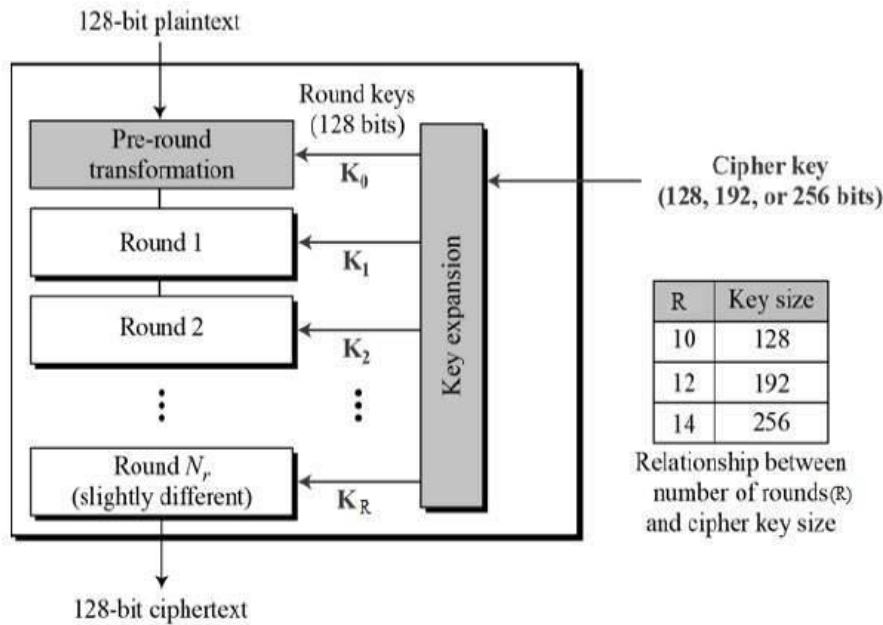 128-bit plaintext
Round keys
(128 bits)
Pre-round
transformation
K0
Cipher key
(128, 192, or 256 bits)
Round 1
K1
Key expansion
Round 2
K2
R Key size
10 128
12 192
14 256
Round Nr
(slightly different)
KR
Relationship between
number of rounds(R)
and cipher key size
128-bit ciphertext